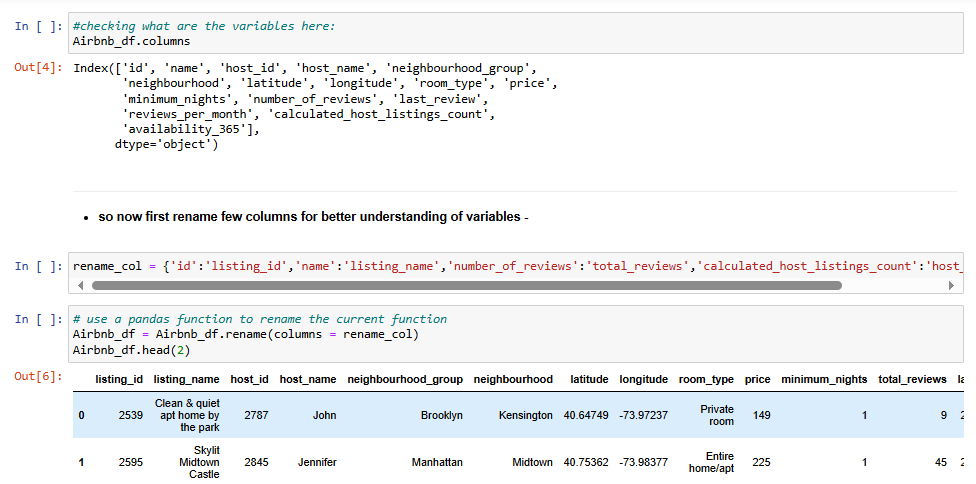 In [ ]: #checking what are the variables here:
Airbnb_df.columns
Out[4]: Index(['id', 'name', 'host_id', 'host_name', 'neighbourhood_group',
'neighbourhood', 'latitude', 'longitude', 'room_type', 'price',
'minimum_nights', 'number_of_reviews', 'last_review',
'reviews_per_month', 'calculated_host_listings_count',
'availability_365'],
dtype='object')
• so now first rename few columns for better understanding of variables -
In [ ]: rename_col = {'id':'listing_id','name':'listing_name','number_of_reviews':'total_reviews','calculated_host_listings_count':'host_
In [ ]: # use a pandas function to rename the current function
Airbnb_df = Airbnb_df.rename(columns = rename_col)
Airbnb_df.head(2)
Out[6]: listing_id listing_name host_id host_name neighbourhood_group neighbourhood latitude longitude room_type price minimum_nights total_reviews
Clean & quiet
0 2539 apt home by 2787 John Brooklyn Kensington 40.64749 -73.97237 Private room 149 1 9
the park
Skylit
1 2595 Midtown 2845 Jennifer Manhattan Midtown 40.75362 -73.98377 Entire home/apt 225 1 45
Castle